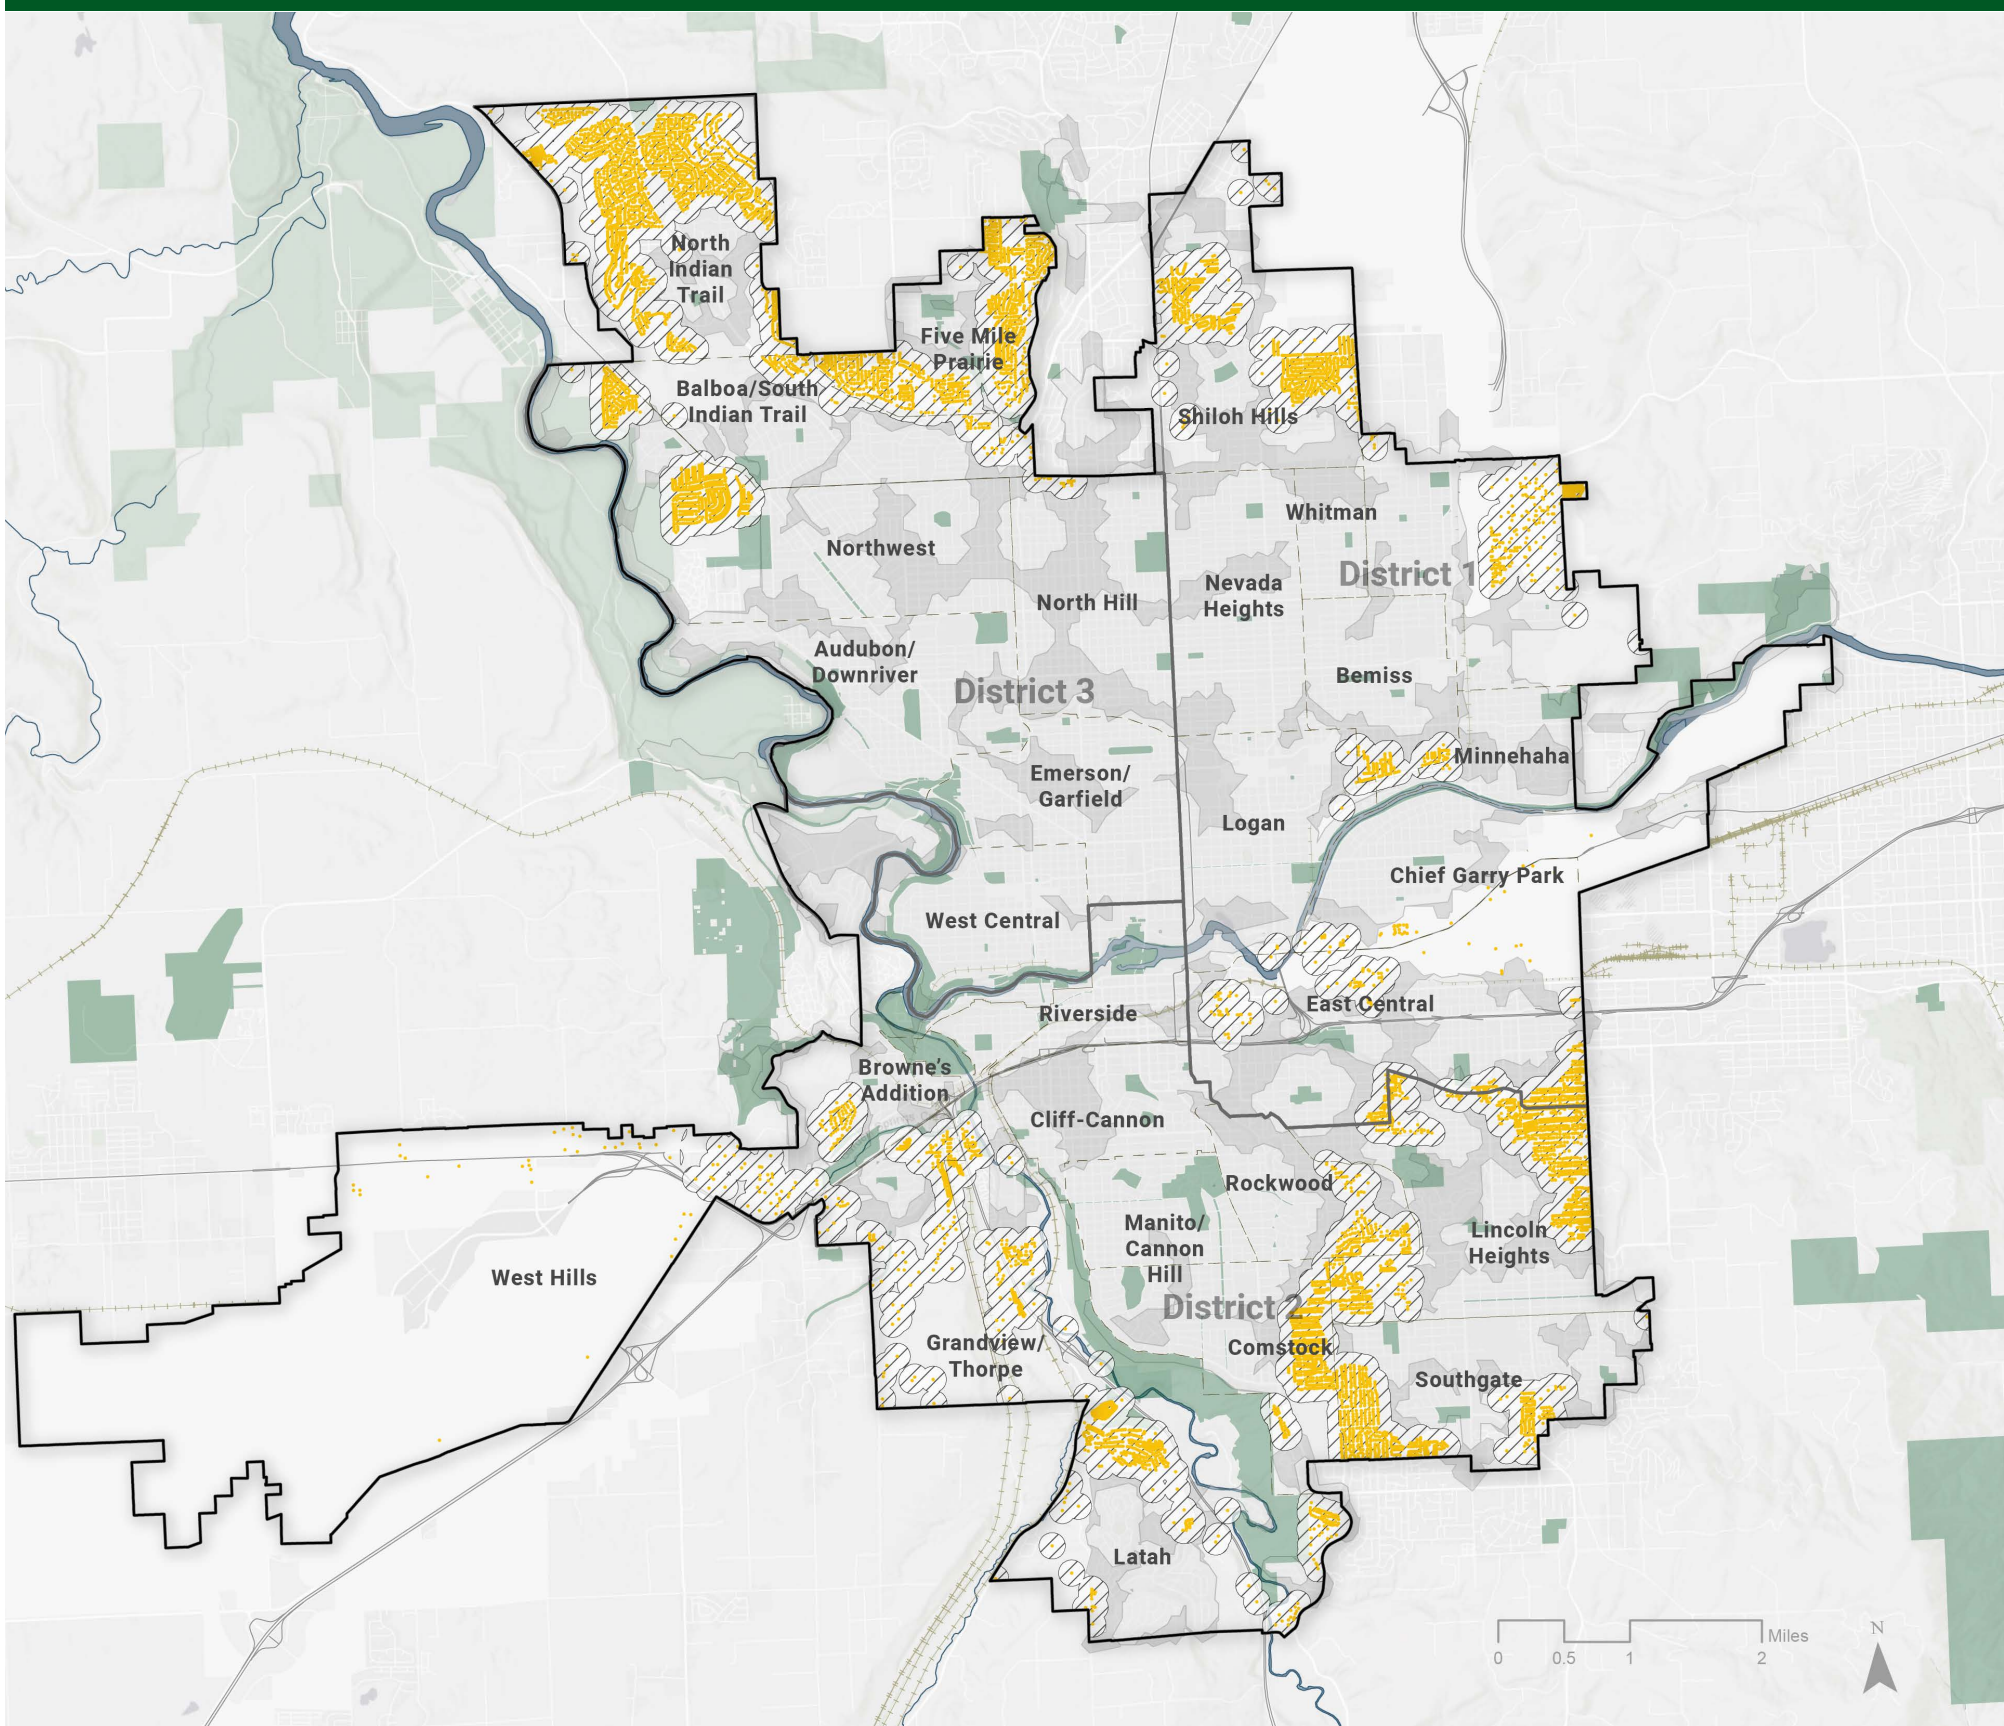 North
Indian
Trail
Five Mile
Prairie
Balboa/South
Indian Trail
Shiloh Hills
Whitman
Northwest
District 1
Nevada
Heights
North Hill
Audubon/
Downriver
District 3
Bemiss
Minnehaha
Emerson/
Garfield
Logan
Chief Garry Park
West Central
East Central
Riverside
Browne's
Addition
Cliff-Cannon
Rockwood
Manito/
Cannon
Hill
Lincoln
Heights
West Hills
District 2
Grandview/
Thorpe
Comstock
Southgate
Latah
N
Miles
0 0.5 1 2